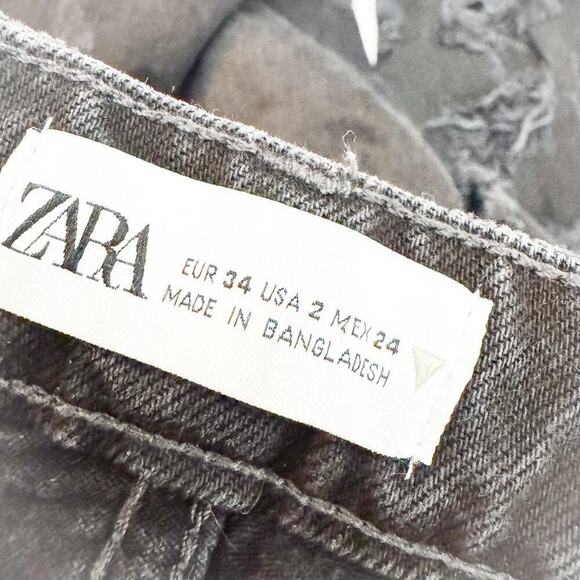 ZARA
EUR 34 USA 2 MEX 24
MADE IN BANGLADESH